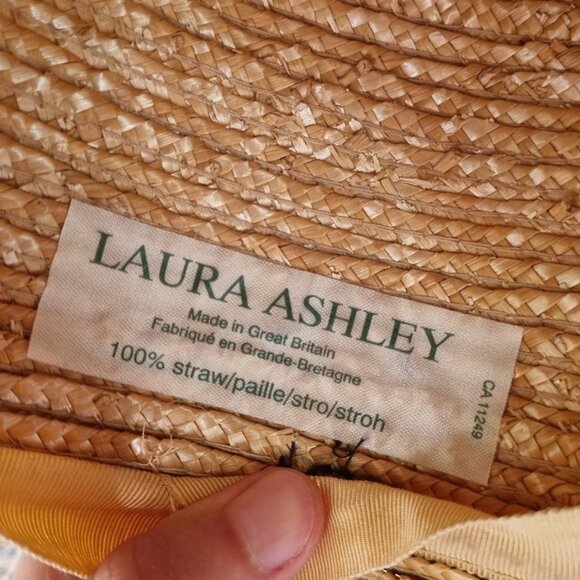 LAURA ASHLEY
Made in Great Britain
Fabriqué en Grande-Bretagne
100% straw/paille/stro/stroh
CA 11249